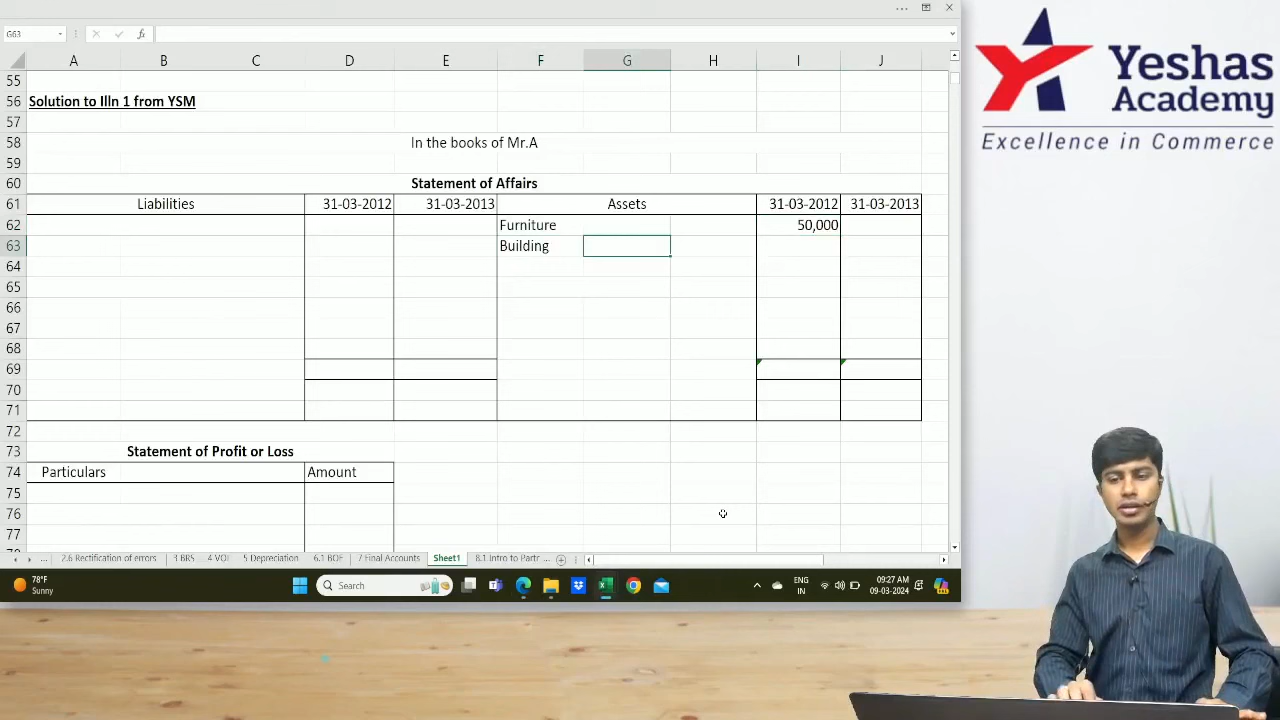 G63
fx
A B C D E F G H I J
55
56 Solution to Illn 1 from YSM
57
58 In the books of Mr.A
59
60 Statement of Affairs
61 Liabilities 31-03-2012 31-03-2013 Assets 31-03-2012 31-03-2013
62 Furniture 50,000
63 Building
64
65
66
67
68
69
70
71
72
73 Statement of Profit or Loss
74 Particulars Amount
75
76
77
... 2.6 Rectification of errors 3 BRS 4 VOI 5 Depreciation 6.1 BOE 7 Final Accounts Sheet1 8.1 Intro to Partr ...
78°F
Sunny
Search
ENG
IN
09:27 AM
09-03-2024
Yeshas
Academy
Excellence in Commerce